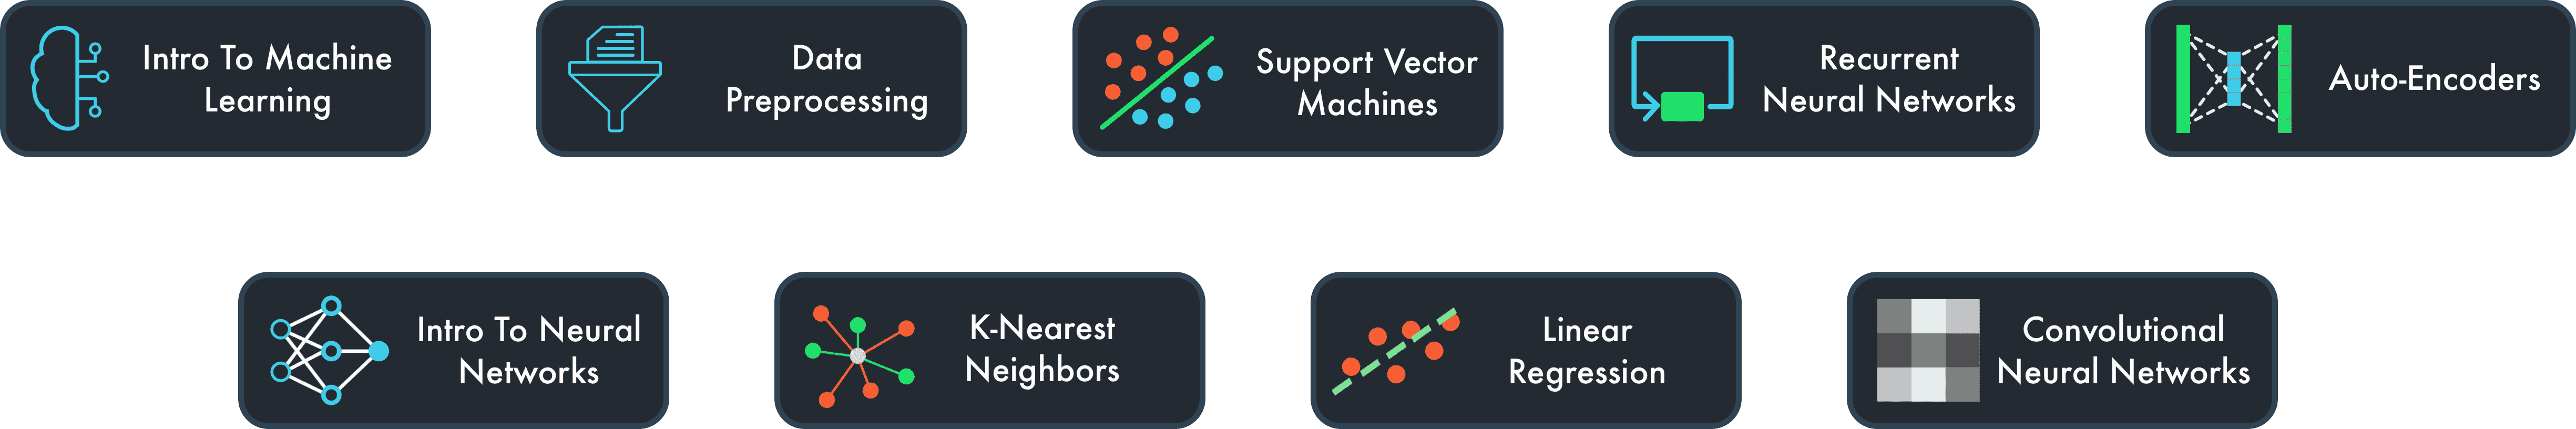 Intro To Machine
Learning
Data
Preprocessing
Support Vector
Machines
Recurrent
Neural Networks
Auto-Encoders
Intro To Neural
Networks
K-Nearest
Neighbors
Linear
Regression
Convolutional
Neural Networks